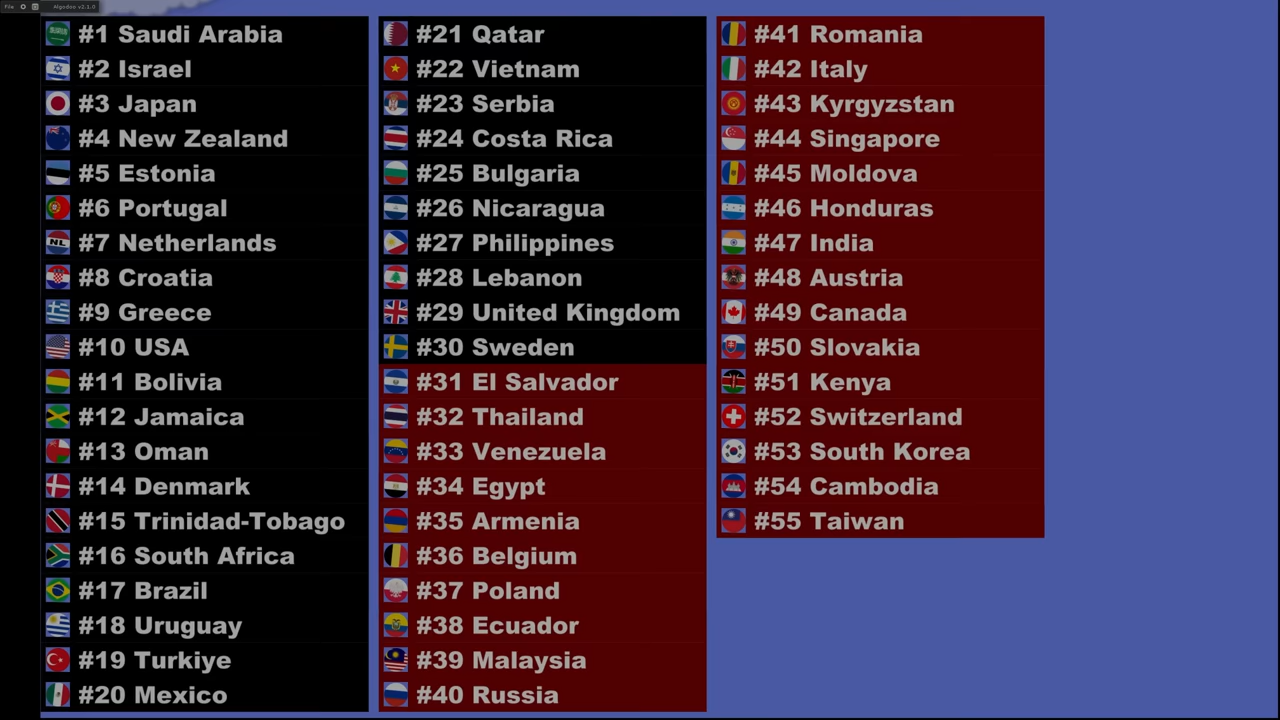 File
Algodoo v2.1.0
#1 Saudi Arabia
#2 Israel
#3 Japan
#4 New Zealand
#5 Estonia
#6 Portugal
NL
#7 Netherlands
#8 Croatia
#9 Greece
#10 USA
#11 Bolivia
#12 Jamaica
#13 Oman
#14 Denmark
#15 Trinidad-Tobago
#16 South Africa
#17 Brazil
#18 Uruguay
#19 Turkiye
#20 Mexico
#21 Qatar
#22 Vietnam
#23 Serbia
#24 Costa Rica
#25 Bulgaria
#26 Nicaragua
#27 Philippines
#28 Lebanon
#29 United Kingdom
#30 Sweden
#31 El Salvador
#32 Thailand
#33 Venezuela
#34 Egypt
#35 Armenia
#36 Belgium
#37 Poland
#38 Ecuador
#39 Malaysia
#40 Russia
#41 Romania
#42 Italy
#43 Kyrgyzstan
#44 Singapore
#45 Moldova
#46 Honduras
#47 India
#48 Austria
#49 Canada
#50 Slovakia
#51 Kenya
#52 Switzerland
#53 South Korea
#54 Cambodia
#55 Taiwan